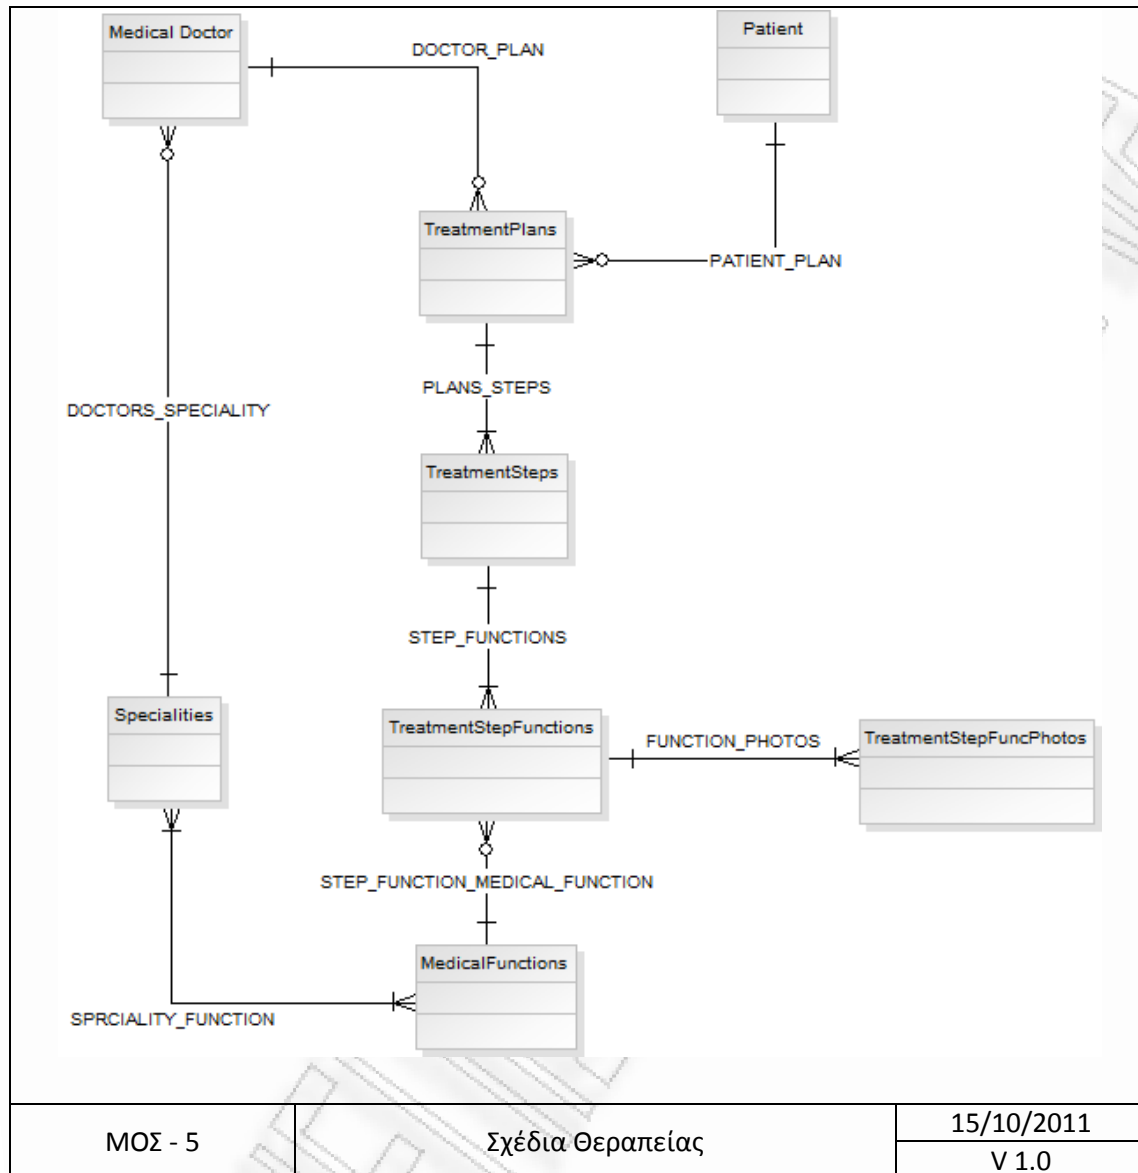 Medical Doctor
DOCTOR_PLAN
Patient
TreatmentPlans
PATIENT_PLAN
PLANS_STEPS
DOCTORS_SPECIALITY
TreatmentSteps
STEP_FUNCTIONS
Specialities
TreatmentStepFunctions
FUNCTION_PHOTOS
TreatmentStepFuncPhotos
STEP_FUNCTION_MEDICAL_FUNCTION
MedicalFunctions
SPRCIALITY_FUNCTION
ΜΟΣ - 5
Σχέδια Θεραπείας
15/10/2011
V 1.0